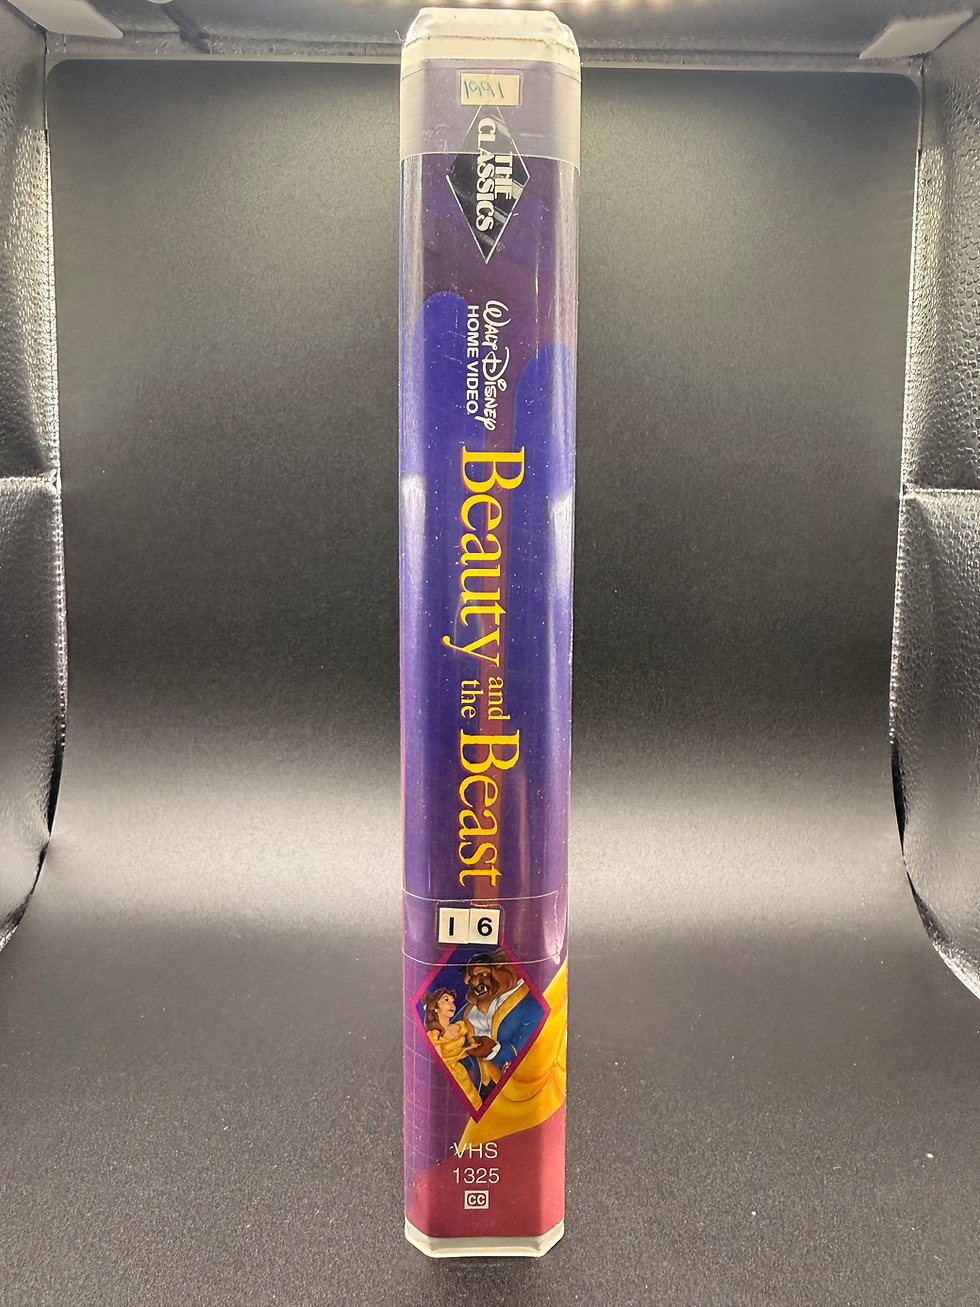 1991
THE
CLASSICS
WALT DISNEY
HOME VIDEO
Beauty and the Beast
16
VHS
1325
CC